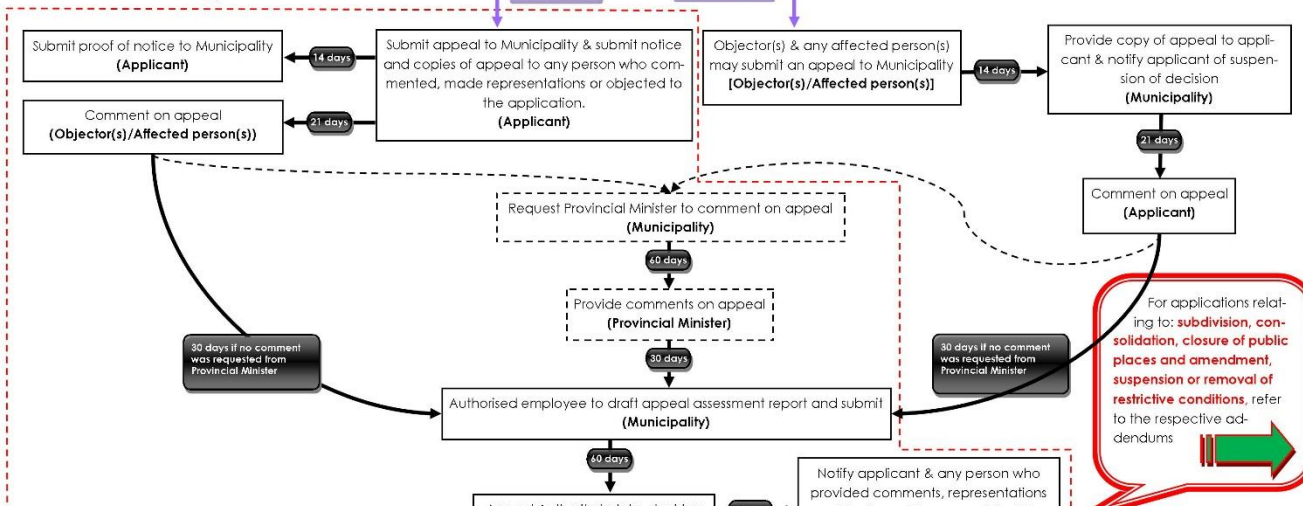 Submit proof of notice to Municipality
(Applicant)
14 days
Submit appeal to Municipality & submit notice
and copies of appeal to any person who com-
mented, made representations or objected to
the application.
(Applicant)
21 days
Comment on appeal
(Objector(s)/Affected person(s))
Objector(s) & any affected person(s)
may submit an appeal to Municipality
[Objector(s)/Affected person(s)]
14 days
Provide copy of appeal to appli-
cant & notify applicant of suspen-
sion of decision
(Municipality)
21 days
Comment on appeal
(Applicant)
Request Provincial Minister to comment on appeal
(Municipality)
60 days
Provide comments on appeal
(Provincial Minister)
30 days
30 days if no comment
was requested from
Provincial Minister
30 days if no comment
was requested from
Provincial Minister
For applications relat-
ing to: subdivision, con-
solidation, closure of public
places and amendment,
suspension or removal of
restrictive conditions, refer
to the respective ad-
dendums
Authorised employee to draft appeal assessment report and submit
(Municipality)
60 days
Notify applicant & any person who
provided comments, representations